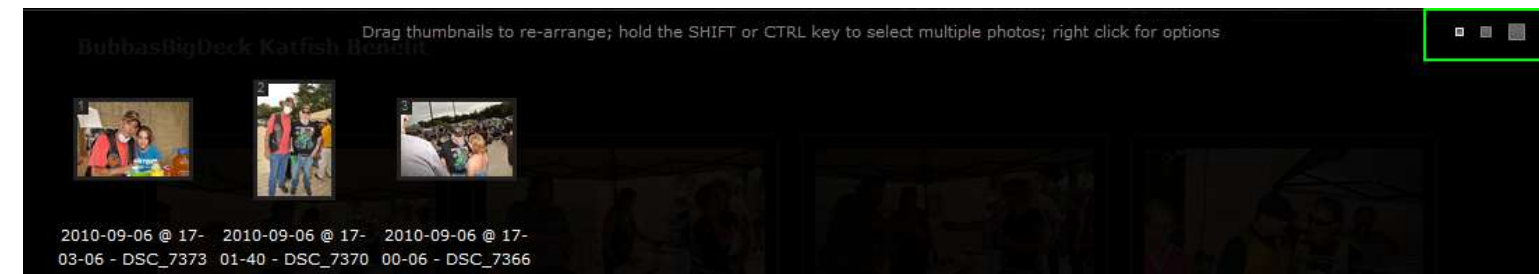 Drag thumbnails to re-arrange; hold the SHIFT or CTRL key to select multiple photos; right click for options
BubbasBigDeck Katfish Benefit
1
2
3
2010-09-06 @ 17-
03-06 - DSC_7373
2010-09-06 @ 17-
01-40 - DSC_7370
2010-09-06 @ 17-
00-06 - DSC_7366